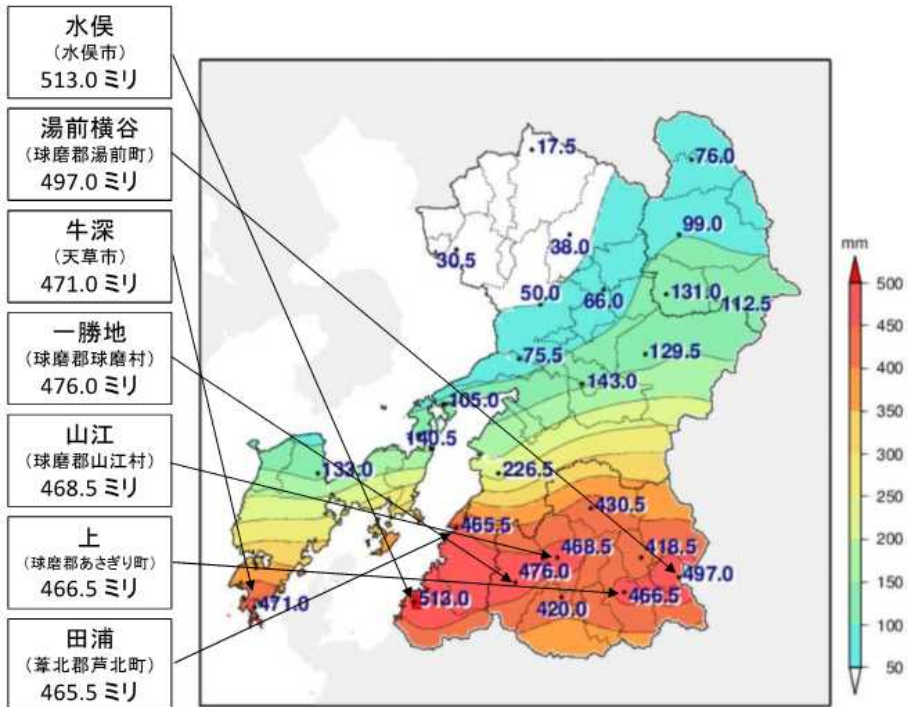 水俣
（水俣市）
513.0 ミリ
湯前横谷
（球磨郡湯前町）
497.0 ミリ
牛深
（天草市）
471.0 ミリ
一勝地
（球磨郡球磨村）
476.0 ミリ
山江
（球磨郡山江村）
468.5 ミリ
上
（球磨郡あさぎり町）
466.5 ミリ
田浦
（葦北郡芦北町）
465.5 ミリ
17.5
76.0
99.0
38.0
30.5
50.0
66.0
131.0
112.5
75.5
129.5
143.0
105.0
140.5
133.0
226.5
430.5
465.5
468.5
418.5
476.0
497.0
466.5
471.0
513.0
420.0
mm
500
450
400
350
300
250
200
150
100
50